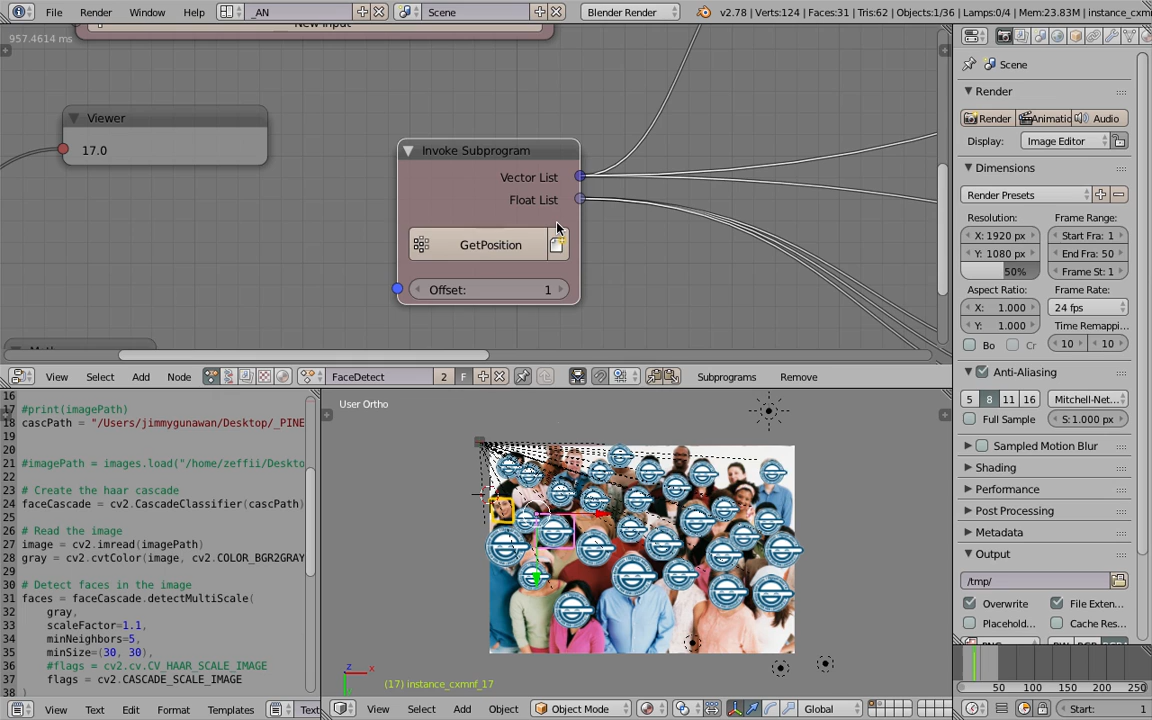 File Render Window Help _AN Scene Blender Render v2.78 | Verts:124 | Faces:31 | Tris:62 | Objects:1/36 | Lamps:0/4 | Mem:23.83M | instance_cxm
New Input
957.4614 ms
Viewer
17.0
Invoke Subprogram
Vector List
Float List
GetPosition
Offset: 1
View Select Add Node FaceDetect 2 F Subprograms Remove
16
17 #print(imagePath)
18 cascPath = "/Users/jimmygunawan/Desktop/_PINE
19
20
21 #imagePath = images.load("/home/zeffii/Deskto
22
23 # Create the haar cascade
24 faceCascade = cv2.CascadeClassifier(cascPath)
25
26 # Read the image
27 image = cv2.imread(imagePath)
28 gray = cv2.cvtColor(image, cv2.COLOR_BGR2GRAY
29
30 # Detect faces in the image
31 faces = faceCascade.detectMultiScale(
32 gray,
33 scaleFactor=1.1,
34 minNeighbors=5,
35 minSize=(30, 30),
36 #flags = cv2.cv.CV_HAAR_SCALE_IMAGE
37 flags = cv2.CASCADE_SCALE_IMAGE
38 )
View Text Edit Format Templates Text
User Ortho
z x
(17) instance_cxmnf_17
View Select Add Object Object Mode Global
Scene
Render
Render Animatic Audio
Display: Image Editor
Dimensions
Render Presets
Resolution: Frame Range:
X: 1920 px Start Fra: 1
Y: 1080 px End Fra: 50
50% Frame St: 1
Aspect Ratio: Frame Rate:
X: 1.000 24 fps
Y: 1.000 Time Remappi...
Bo Cr 10 10
Anti-Aliasing
5 8 11 16 Mitchell-Net...
Full Sample S: 1.000 px
Sampled Motion Blur
Shading
Performance
Post Processing
Metadata
Output
/tmp/
Overwrite File Exten...
Placehold... Cache Res...
50 100 150 200 250
Start: 1